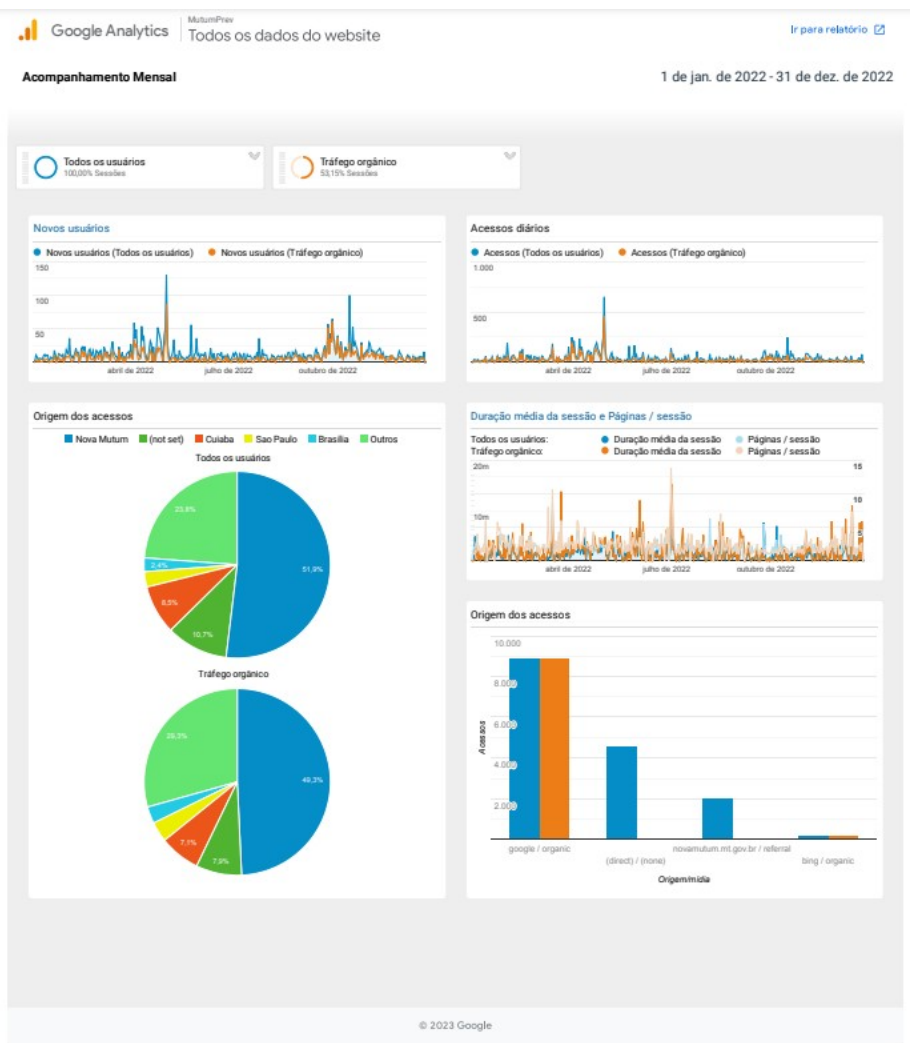 Google Analytics
MutumPrev
Todos os dados do website
Ir para relatório
Acompanhamento Mensal
1 de jan. de 2022 - 31 de dez. de 2022
Todos os usuários
100,00% Sessões
Tráfego orgânico
53,15% Sessões
Novos usuários
Novos usuários (Todos os usuários)
Novos usuários (Tráfego orgânico)
150
100
50
abril de 2022
julho de 2022
outubro de 2022
Acessos diários
Acessos (Todos os usuários)
Acessos (Tráfego orgânico)
1.000
500
abril de 2022
julho de 2022
outubro de 2022
Origem dos acessos
Nova Mutum
(not set)
Cuiaba
Sao Paulo
Brasilia
Outros
Todos os usuários
23,8%
2,4%
8,5%
10,7%
51,9%
Tráfego orgânico
49,3%
7,1%
7,9%
Duração média da sessão e Páginas / sessão
Todos os usuários:
Duração média da sessão
Páginas / sessão
Tráfego orgânico:
Duração média da sessão
Páginas / sessão
20m
15
10m
10
5
abril de 2022
julho de 2022
outubro de 2022
Origem dos acessos
10.000
8.000
6.000
4.000
2.000
Acessos
google / organic
(direct) / (none)
novamutum.mt.gov.br / referral
bing / organic
Origem/mídia
© 2023 Google